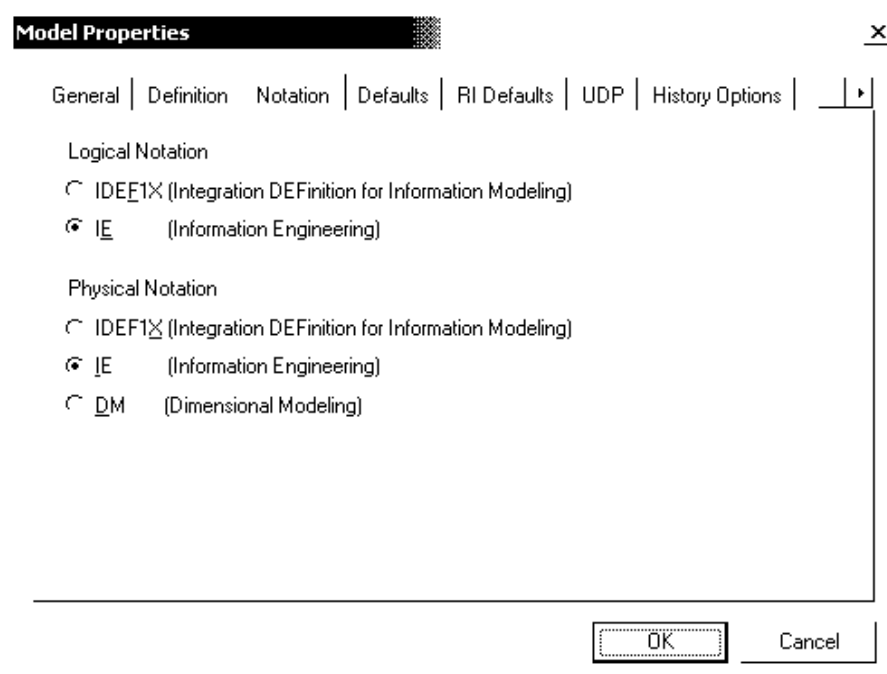 Model Properties
General Definition Notation Defaults RI Defaults UDP History Options
Logical Notation
IDEF1X (Integration DEFinition for Information Modeling)
IE (Information Engineering)
Physical Notation
IDEF1X (Integration DEFinition for Information Modeling)
IE (Information Engineering)
DM (Dimensional Modeling)
OK Cancel